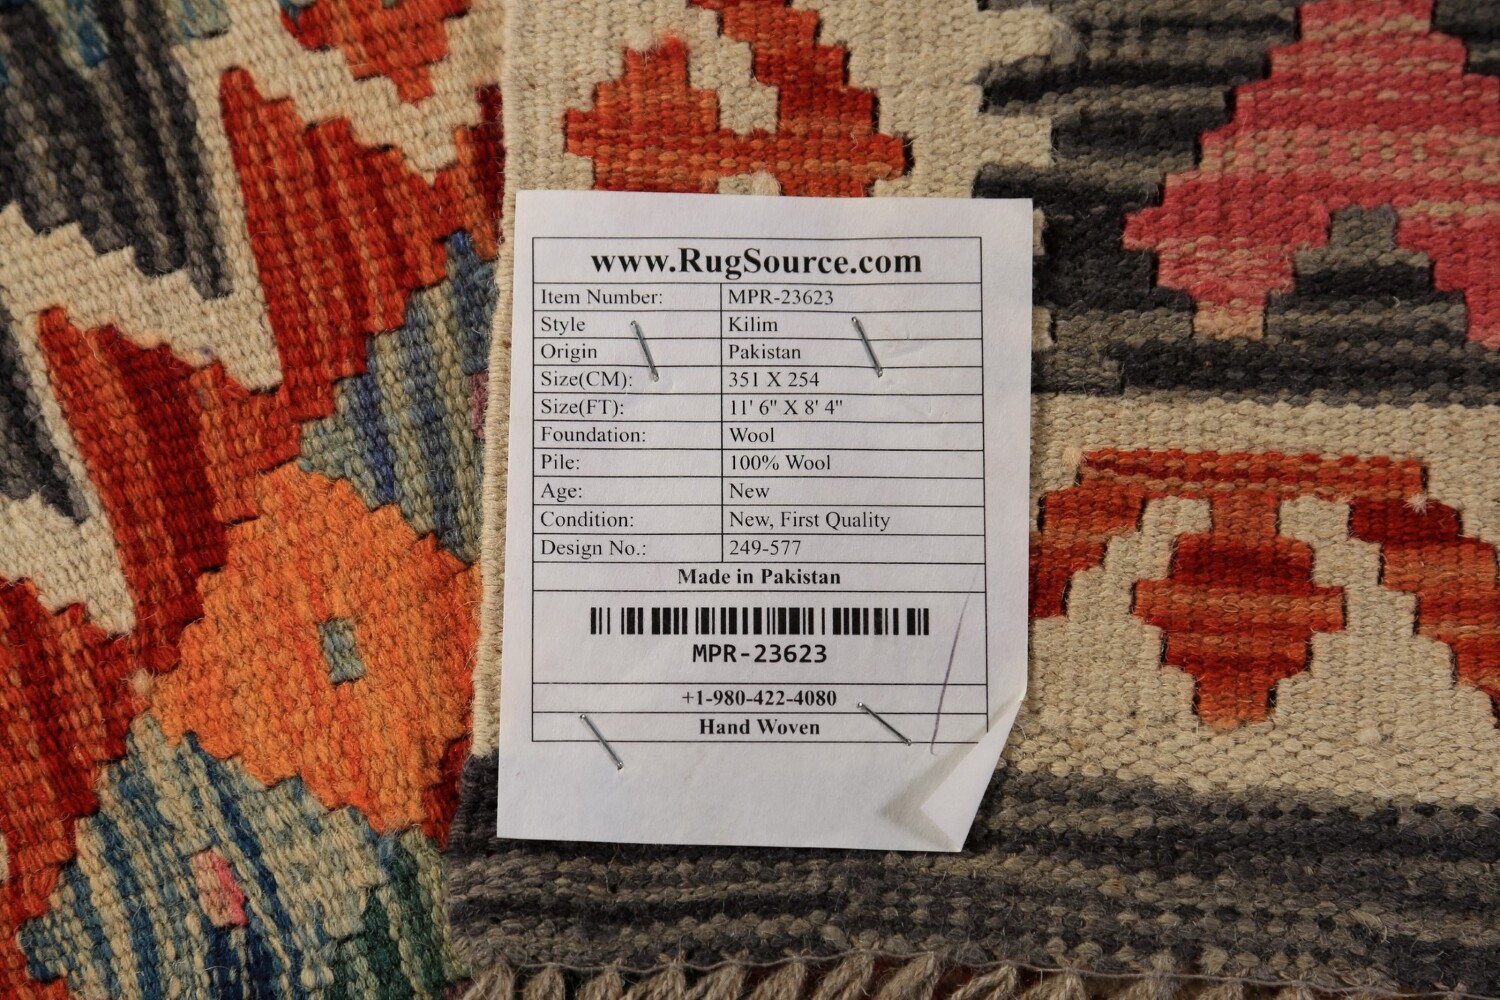 www.RugSource.com
Item Number: MPR-23623
Style Kilim
Origin Pakistan
Size(CM): 351 X 254
Size(FT): 11' 6" X 8' 4"
Foundation: Wool
Pile: 100% Wool
Age: New
Condition: New, First Quality
Design No.: 249-577
Made in Pakistan
MPR-23623
+1-980-422-4080
Hand Woven